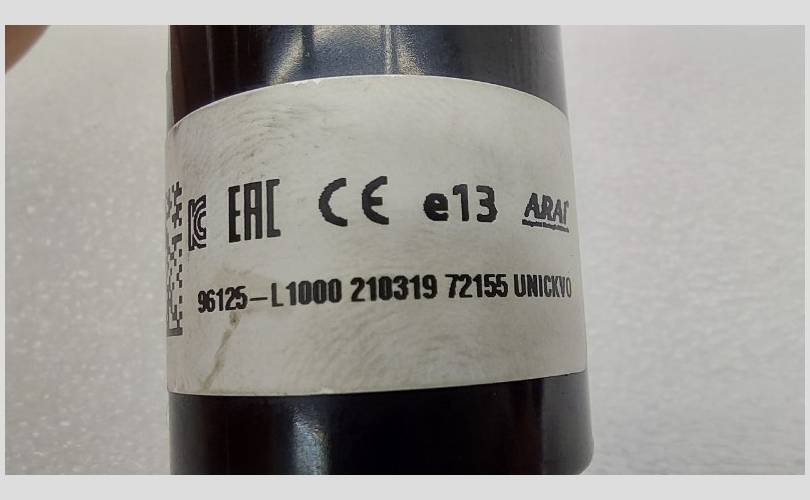 EAC CE e13 ARAI
96125-L1000 210319 72155 UNICKVO